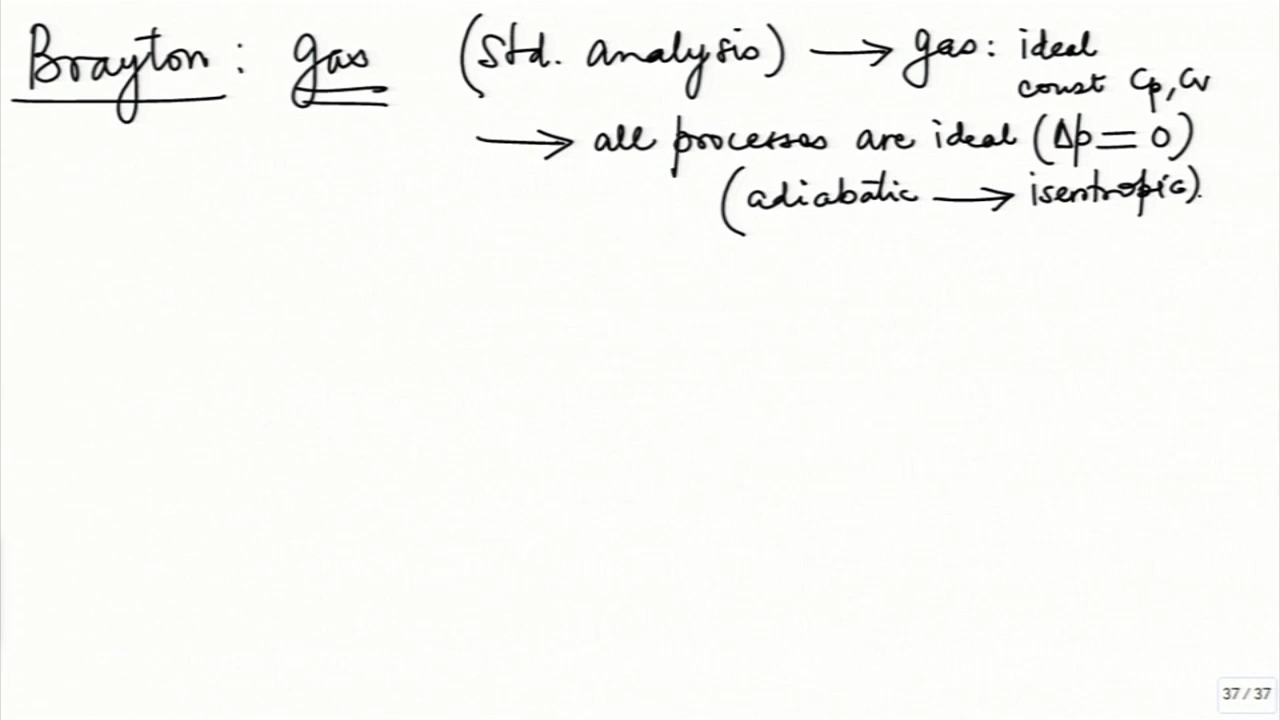 Brayton: gas (std. analysis) → gas: ideal
const Cp, Cv
→ all processes are ideal (Δp = 0)
(adiabatic → isentropic).
37 / 37